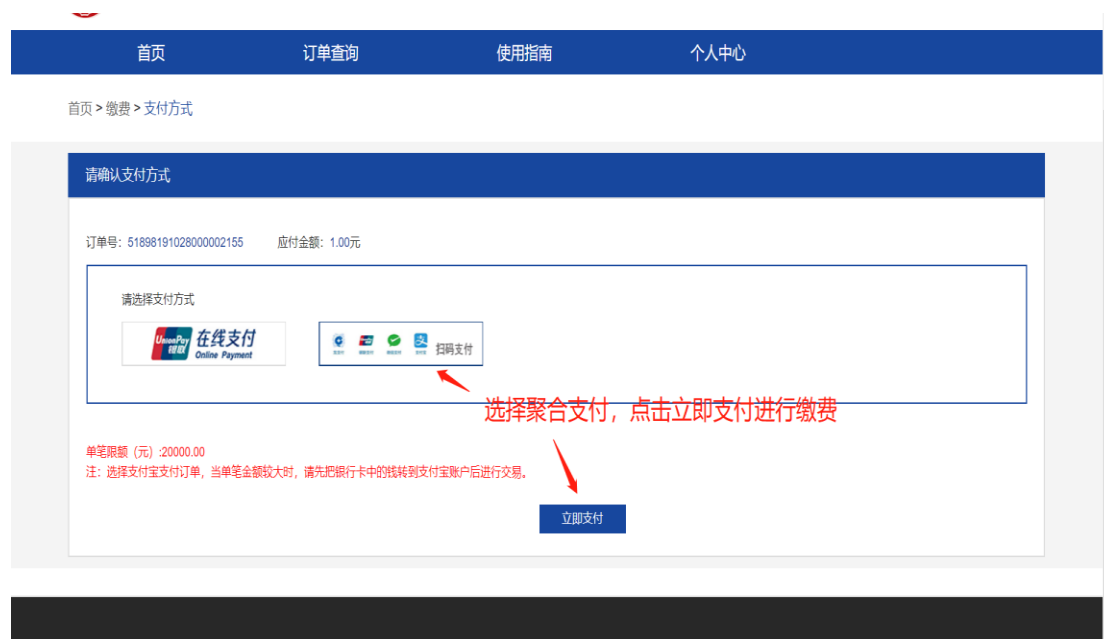 首页 订单查询 使用指南 个人中心
首页 > 缴费 > 支付方式
请确认支付方式
订单号：51898191028000002155 应付金额：1.00元
请选择支付方式
UnionPay 银联 在线支付 Online Payment
扫码支付
选择聚合支付，点击立即支付进行缴费
单笔限额（元）:20000.00
注：选择支付宝支付订单，当单笔金额较大时，请先把银行卡中的钱转到支付宝账户后进行交易。
立即支付